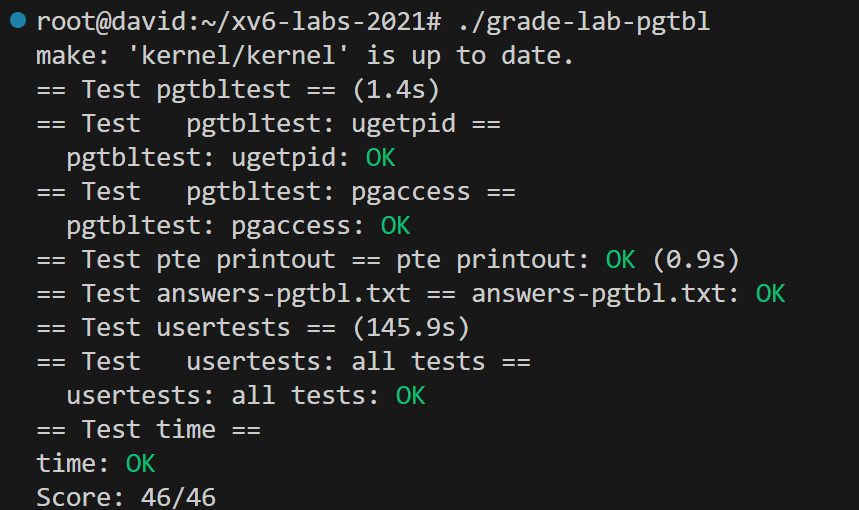 root@david:~/xv6-labs-2021# ./grade-lab-pgtbl
make: 'kernel/kernel' is up to date.
== Test pgtbltest == (1.4s)
== Test   pgtbltest: ugetpid ==
  pgtbltest: ugetpid: OK
== Test   pgtbltest: pgaccess ==
  pgtbltest: pgaccess: OK
== Test pte printout == pte printout: OK (0.9s)
== Test answers-pgtbl.txt == answers-pgtbl.txt: OK
== Test usertests == (145.9s)
== Test   usertests: all tests ==
  usertests: all tests: OK
== Test time ==
time: OK
Score: 46/46